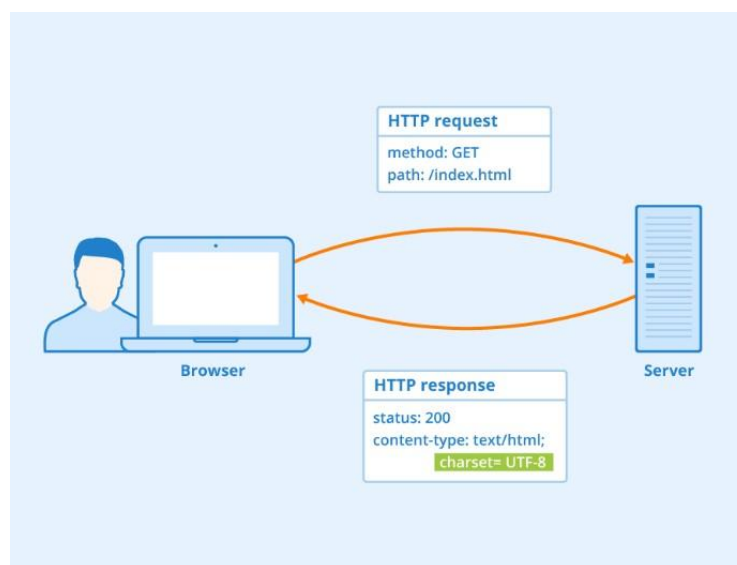 HTTP request
method: GET
path: /index.html
Browser
Server
HTTP response
status: 200
content-type: text/html;
charset= UTF-8